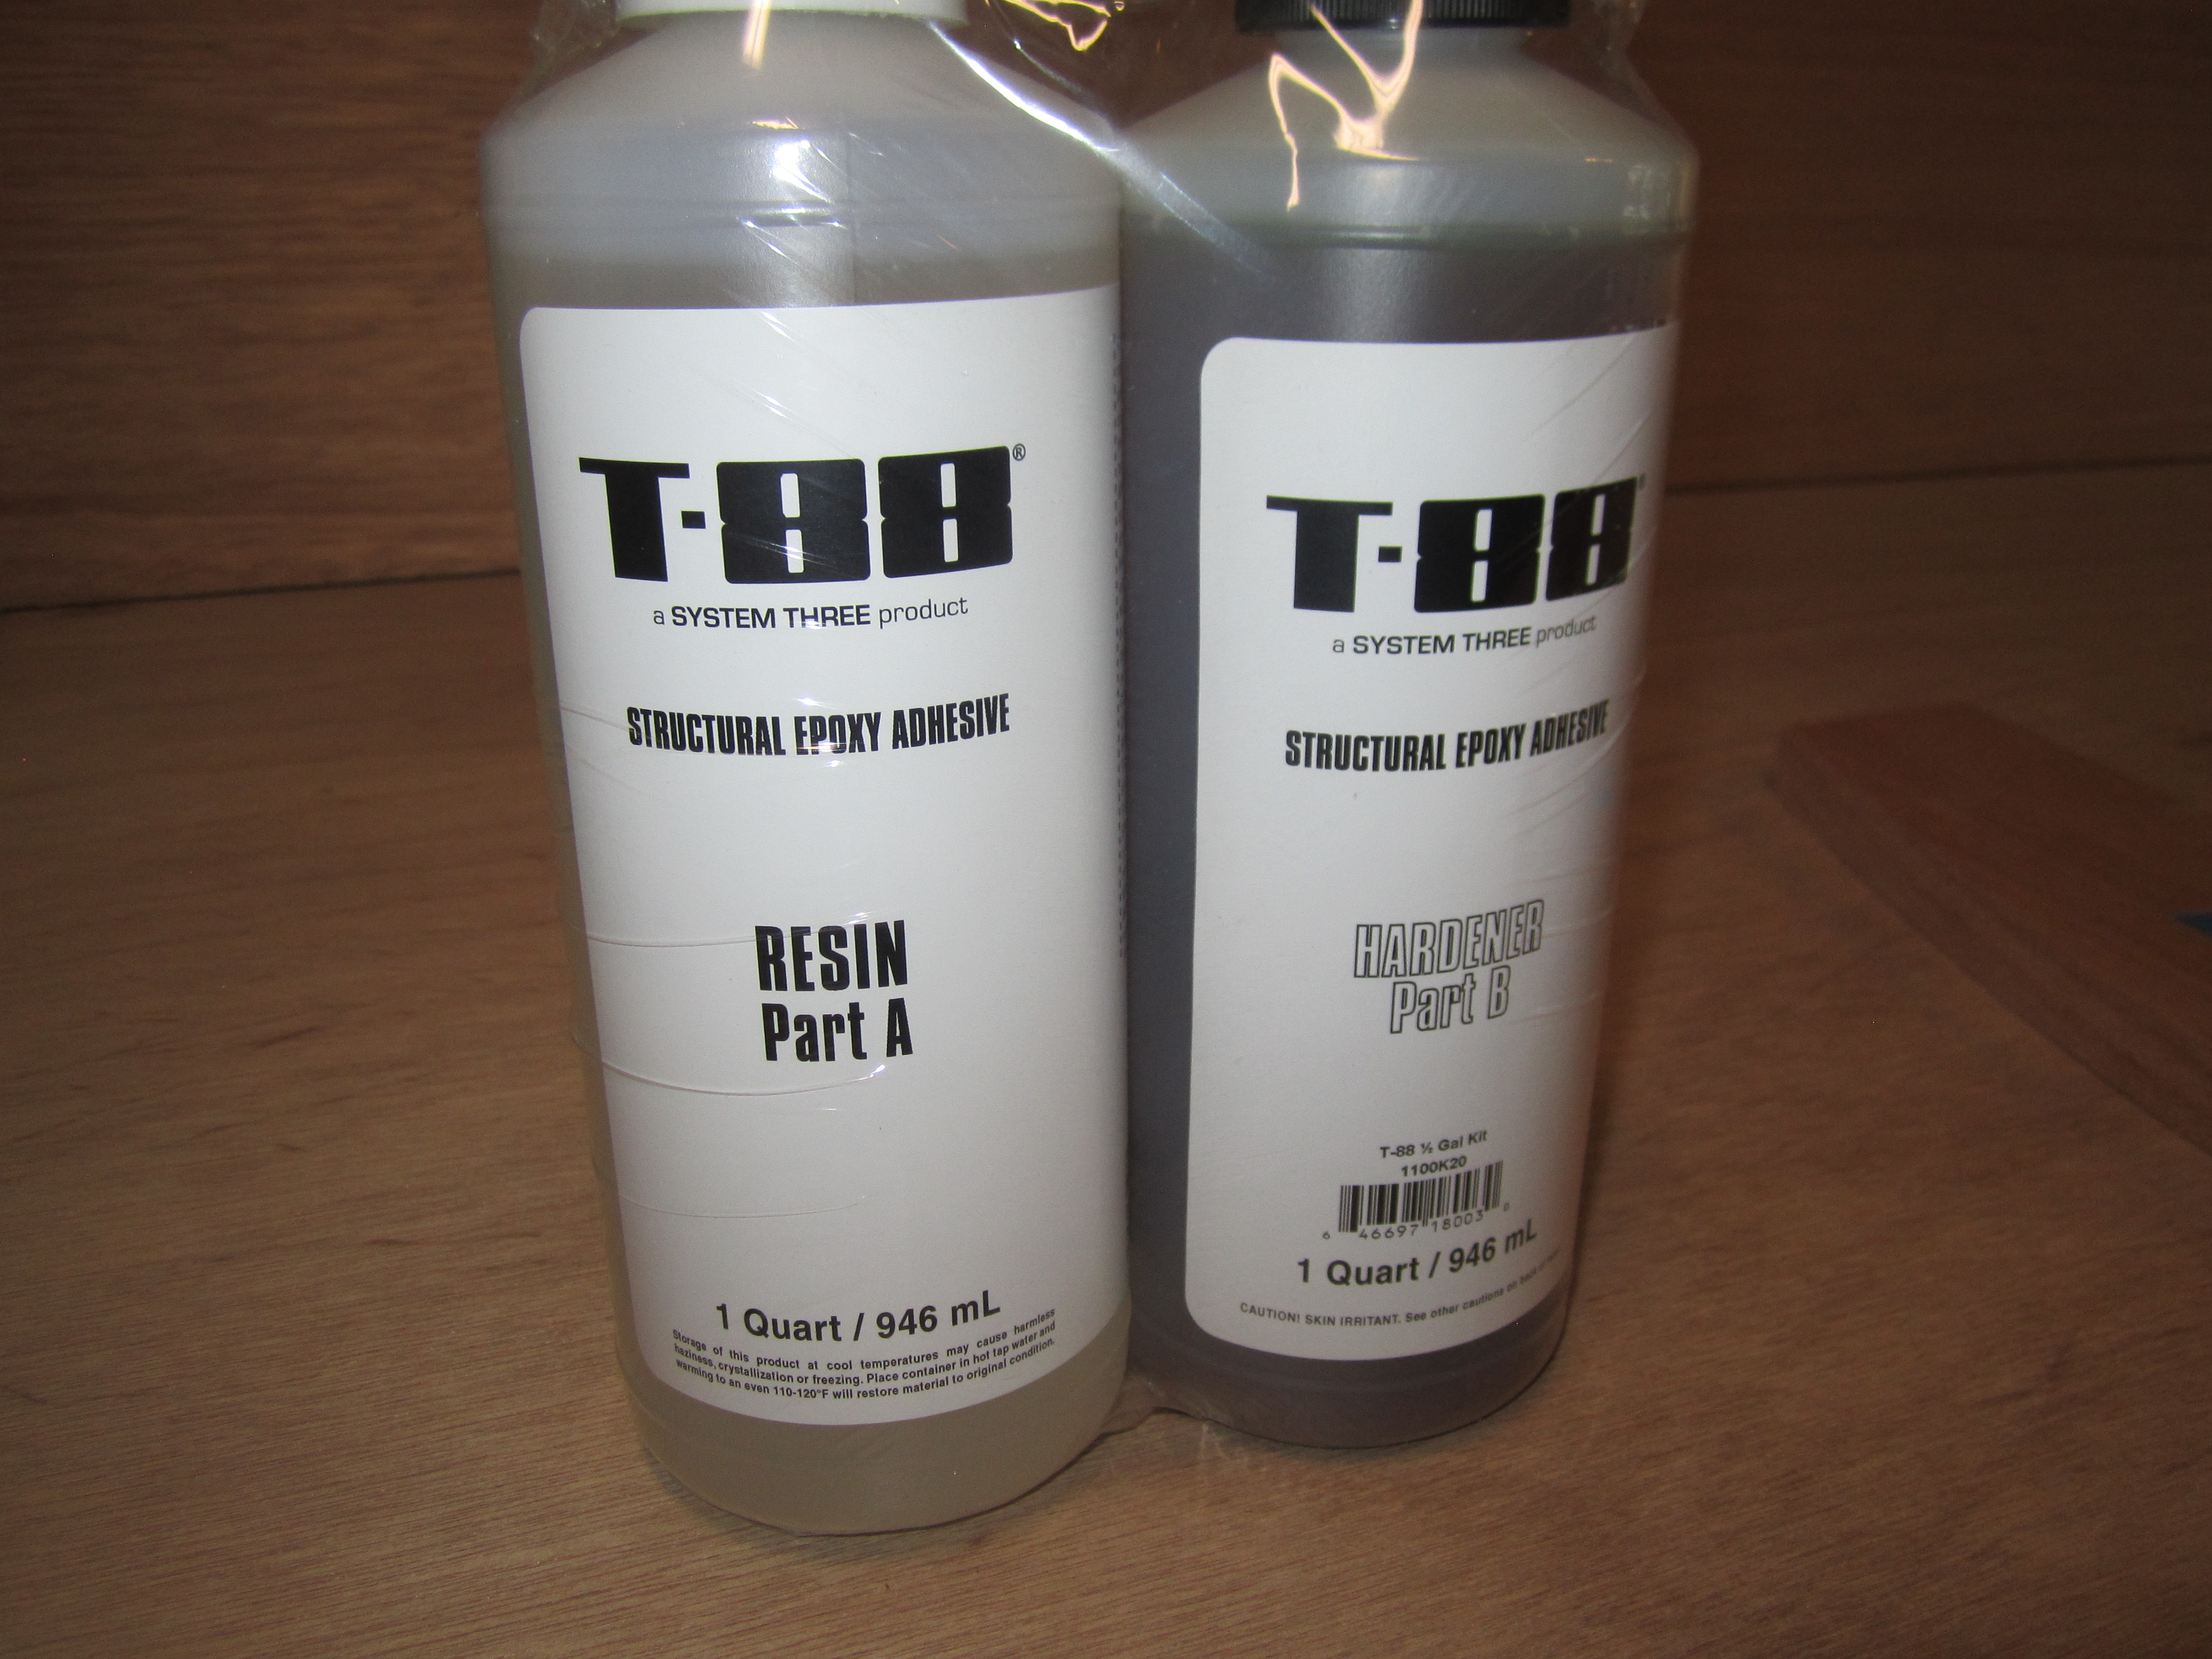 T-88®
a SYSTEM THREE product
STRUCTURAL EPOXY ADHESIVE
RESIN
Part A
1 Quart / 946 mL
Storage of this product at cool temperatures may cause harmless
haziness, crystallization or freezing. Place container in hot tap water and
warming to an even 110-120°F will restore material to original condition.
T-88
a SYSTEM THREE product
STRUCTURAL EPOXY ADHESIVE
HARDENER
Part B
T-88 ½ Gal Kit
1100K20
6 46697 18003 0
1 Quart / 946 mL
CAUTION! SKIN IRRITANT. See other cautions on back